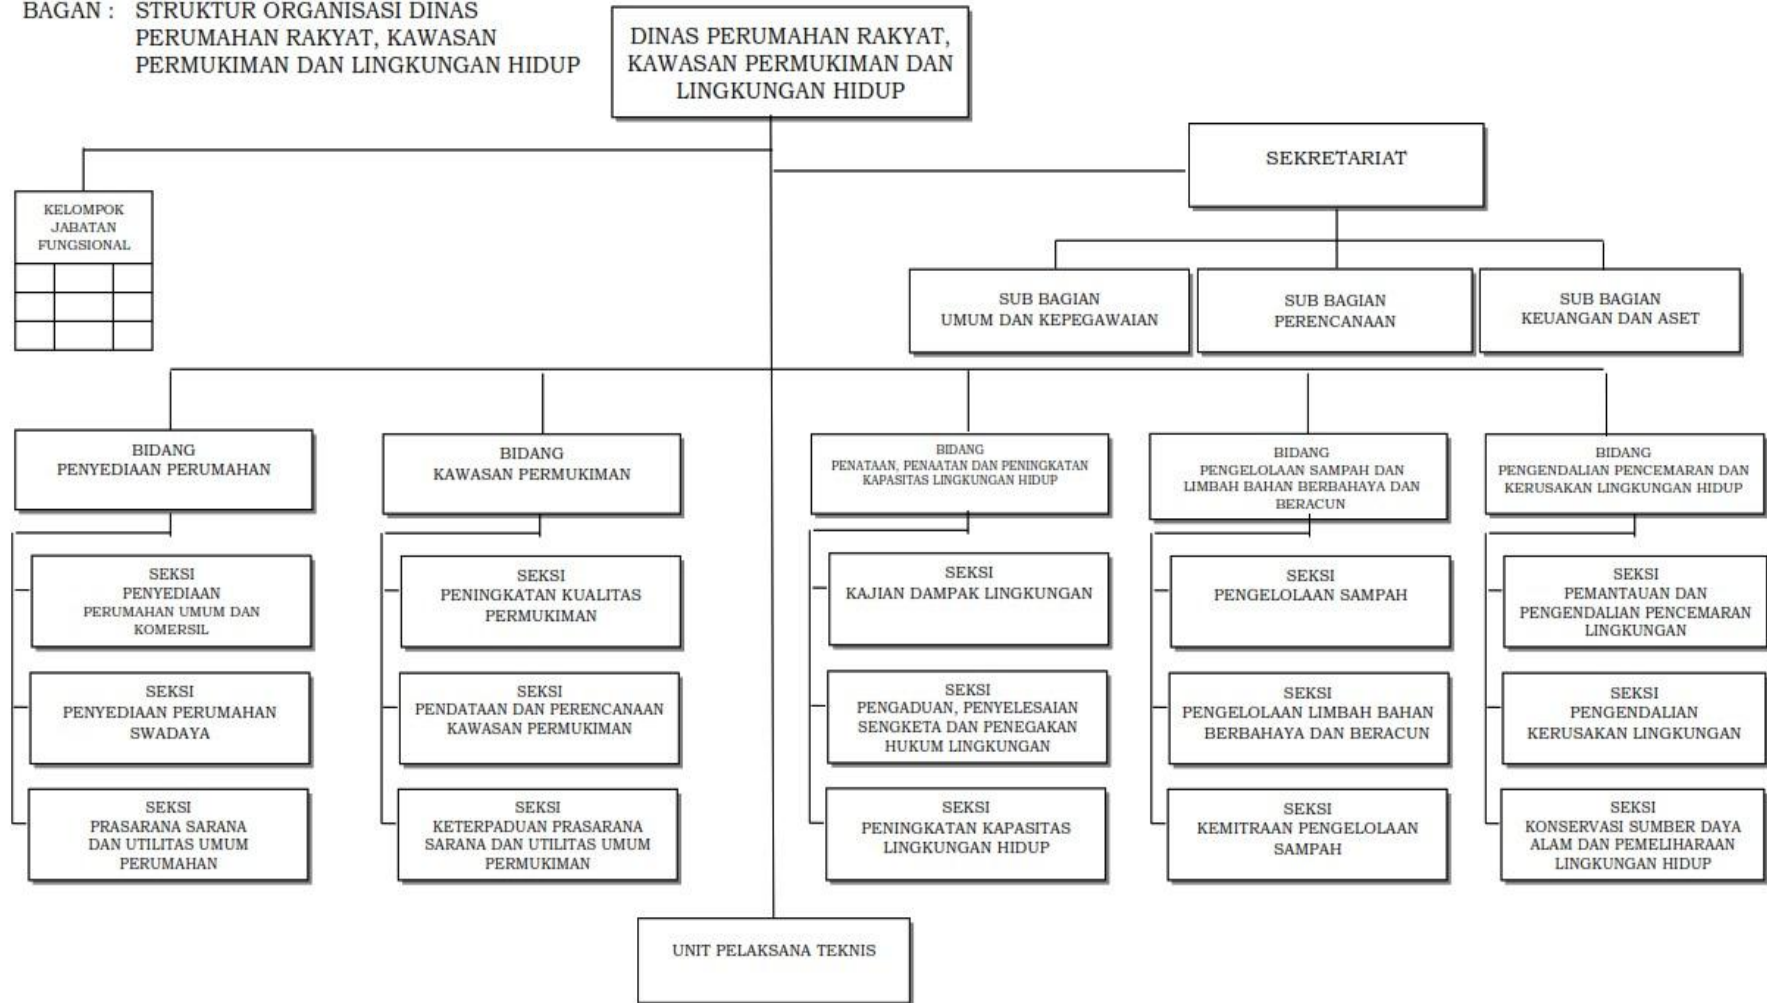 BAGAN : STRUKTUR ORGANISASI DINAS
PERUMAHAN RAKYAT, KAWASAN
PERMUKIMAN DAN LINGKUNGAN HIDUP
DINAS PERUMAHAN RAKYAT,
KAWASAN PERMUKIMAN DAN
LINGKUNGAN HIDUP
SEKRETARIAT
KELOMPOK
JABATAN
FUNGSIONAL
SUB BAGIAN
UMUM DAN KEPEGAWAIAN
SUB BAGIAN
PERENCANAAN
SUB BAGIAN
KEUANGAN DAN ASET
BIDANG
PENYEDIAAN PERUMAHAN
BIDANG
KAWASAN PERMUKIMAN
BIDANG
PENATAAN, PENAATAN DAN PENINGKATAN
KAPASITAS LINGKUNGAN HIDUP
BIDANG
PENGELOLAAN SAMPAH DAN
LIMBAH BAHAN BERBAHAYA DAN
BERACUN
BIDANG
PENGENDALIAN PENCEMARAN DAN
KERUSAKAN LINGKUNGAN HIDUP
SEKSI
PENYEDIAAN
PERUMAHAN UMUM DAN
KOMERSIL
SEKSI
PENINGKATAN KUALITAS
PERMUKIMAN
SEKSI
KAJIAN DAMPAK LINGKUNGAN
SEKSI
PENGELOLAAN SAMPAH
SEKSI
PEMANTAUAN DAN
PENGENDALIAN PENCEMARAN
LINGKUNGAN
SEKSI
PENYEDIAAN PERUMAHAN
SWADAYA
SEKSI
PENDATAAN DAN PERENCANAAN
KAWASAN PERMUKIMAN
SEKSI
PENGADUAN, PENYELESAIAN
SENGKETA DAN PENEGAKAN
HUKUM LINGKUNGAN
SEKSI
PENGELOLAAN LIMBAH BAHAN
BERBAHAYA DAN BERACUN
SEKSI
PENGENDALIAN
KERUSAKAN LINGKUNGAN
SEKSI
PRASARANA SARANA
DAN UTILITAS UMUM
PERUMAHAN
SEKSI
KETERPADUAN PRASARANA
SARANA DAN UTILITAS UMUM
PERMUKIMAN
SEKSI
PENINGKATAN KAPASITAS
LINGKUNGAN HIDUP
SEKSI
KEMITRAAN PENGELOLAAN
SAMPAH
SEKSI
KONSERVASI SUMBER DAYA
ALAM DAN PEMELIHARAAN
LINGKUNGAN HIDUP
UNIT PELAKSANA TEKNIS